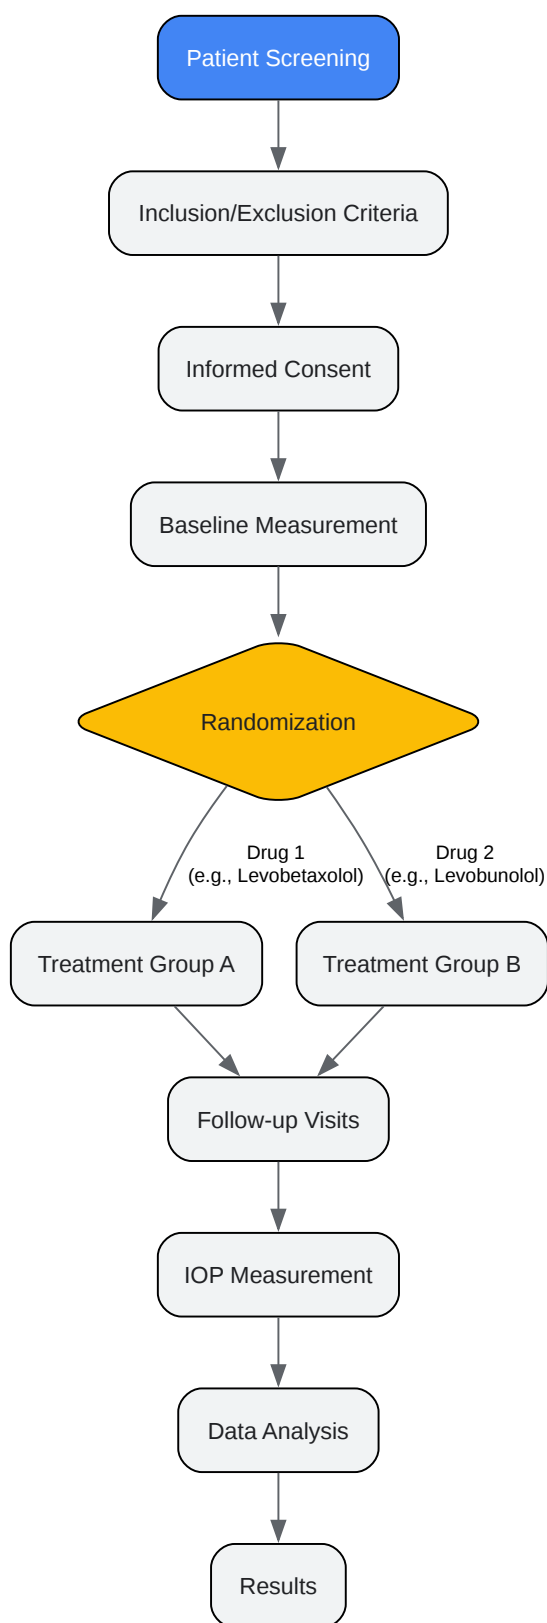 Patient Screening
Inclusion/Exclusion Criteria
Informed Consent
Baseline Measurement
Randomization
Drug 1
(e.g., Levobetaxolol)
Drug 2
(e.g., Levobunolol)
Treatment Group A
Treatment Group B
Follow-up Visits
IOP Measurement
Data Analysis
Results